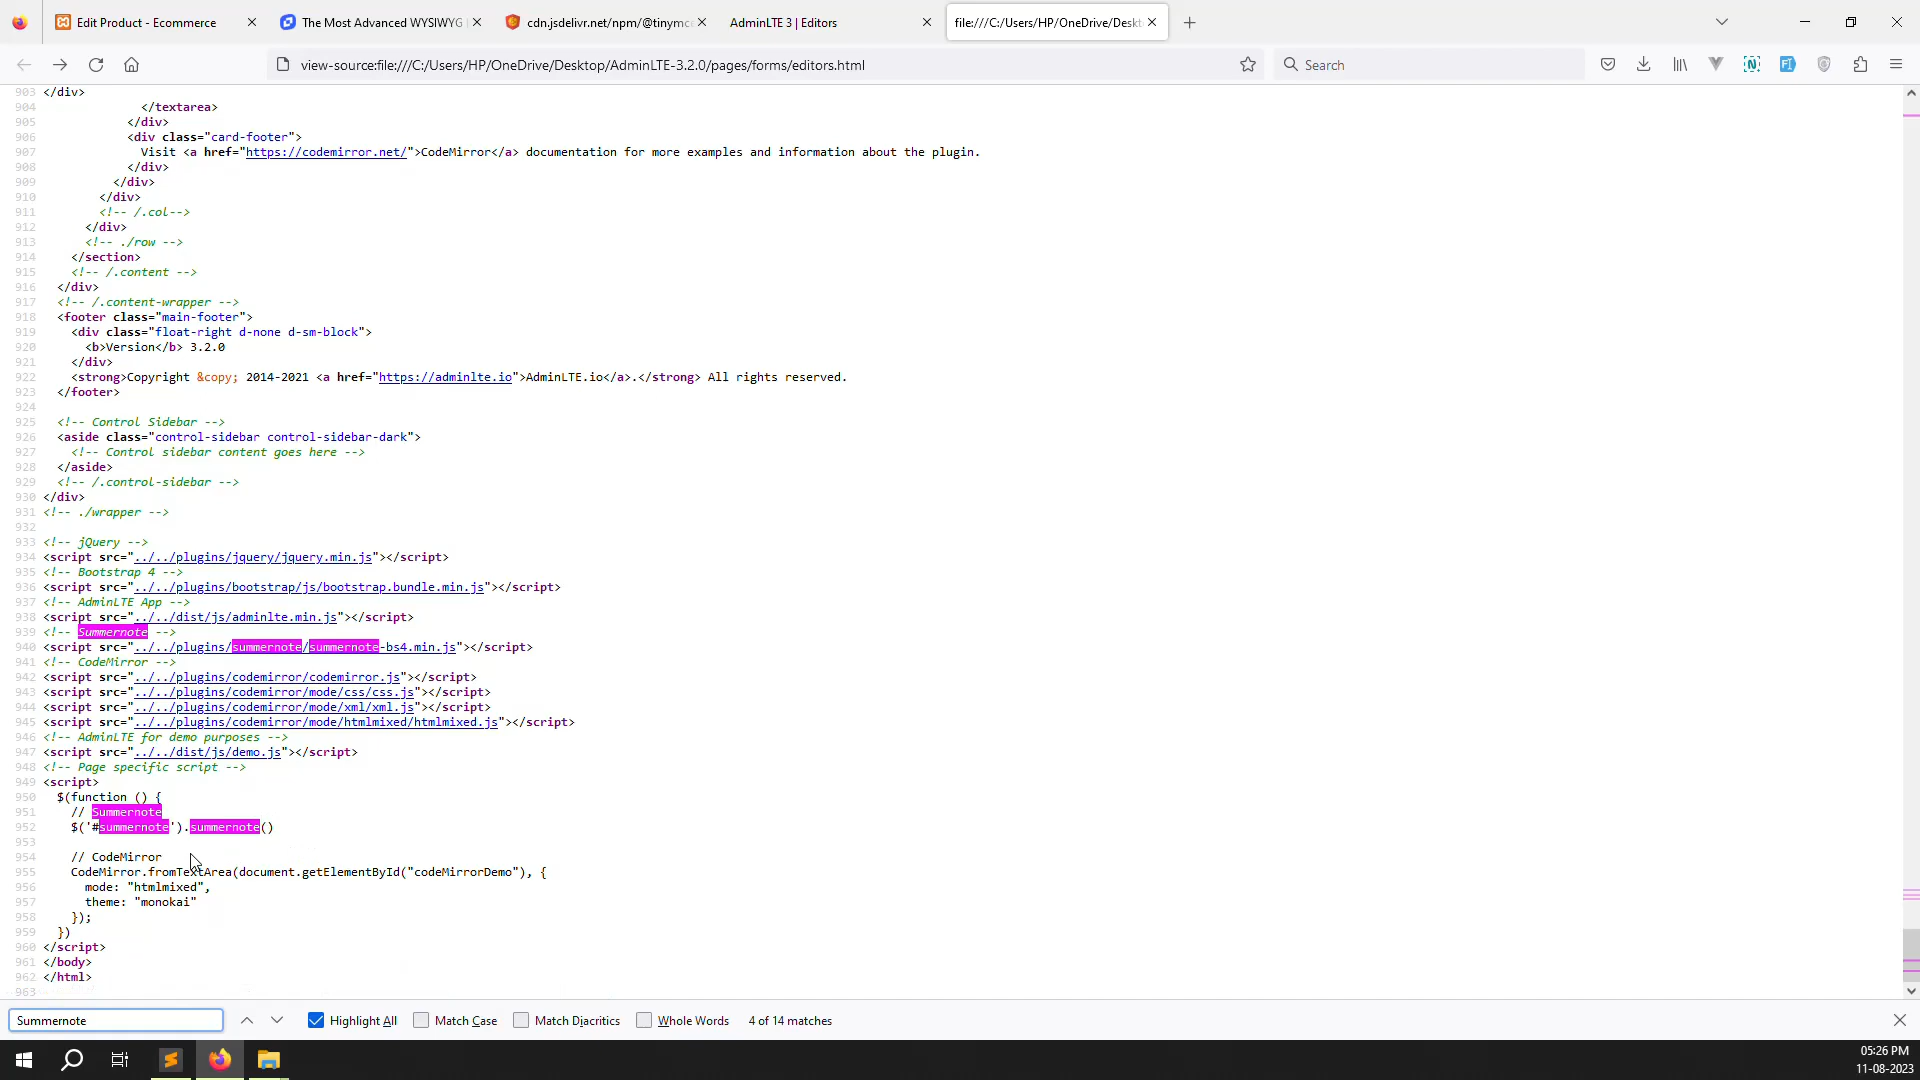 Edit Product - Ecommerce
The Most Advanced WYSIWYG
cdn.jsdelivr.net/npm/@tinymce
AdminLTE 3 | Editors
file:///C:/Users/HP/OneDrive/Deskt
view-source:file:///C:/Users/HP/OneDrive/Desktop/AdminLTE-3.2.0/pages/forms/editors.html
Search
903 </div>
904 </textarea>
905 </div>
906 <div class="card-footer">
907 Visit <a href="https://codemirror.net/">CodeMirror</a> documentation for more examples and information about the plugin.
908 </div>
909 </div>
910 </div>
911 <!-- /.col-->
912 </div>
913 <!-- ./row -->
914 </section>
915 <!-- /.content -->
916 </div>
917 <!-- /.content-wrapper -->
918 <footer class="main-footer">
919 <div class="float-right d-none d-sm-block">
920 <b>Version</b> 3.2.0
921 </div>
922 <strong>Copyright &copy; 2014-2021 <a href="https://adminlte.io">AdminLTE.io</a>.</strong> All rights reserved.
923 </footer>
924
925 <!-- Control Sidebar -->
926 <aside class="control-sidebar control-sidebar-dark">
927 <!-- Control sidebar content goes here -->
928 </aside>
929 <!-- /.control-sidebar -->
930 </div>
931 <!-- ./wrapper -->
932
933 <!-- jQuery -->
934 <script src="../../plugins/jquery/jquery.min.js"></script>
935 <!-- Bootstrap 4 -->
936 <script src="../../plugins/bootstrap/js/bootstrap.bundle.min.js"></script>
937 <!-- AdminLTE App -->
938 <script src="../../dist/js/adminlte.min.js"></script>
939 <!-- Summernote -->
940 <script src="../../plugins/summernote/summernote-bs4.min.js"></script>
941 <!-- CodeMirror -->
942 <script src="../../plugins/codemirror/codemirror.js"></script>
943 <script src="../../plugins/codemirror/mode/css/css.js"></script>
944 <script src="../../plugins/codemirror/mode/xml/xml.js"></script>
945 <script src="../../plugins/codemirror/mode/htmlmixed/htmlmixed.js"></script>
946 <!-- AdminLTE for demo purposes -->
947 <script src="../../dist/js/demo.js"></script>
948 <!-- Page specific script -->
949 <script>
950 $(function () {
951 // Summernote
952 $('#summernote').summernote()
953
954 // CodeMirror
955 CodeMirror.fromTextArea(document.getElementById("codeMirrorDemo"), {
956 mode: "htmlmixed",
957 theme: "monokai"
958 });
959 })
960 </script>
961 </body>
962 </html>
963
Summernote
Highlight All
Match Case
Match Diacritics
Whole Words
4 of 14 matches
05:26 PM
11-08-2023